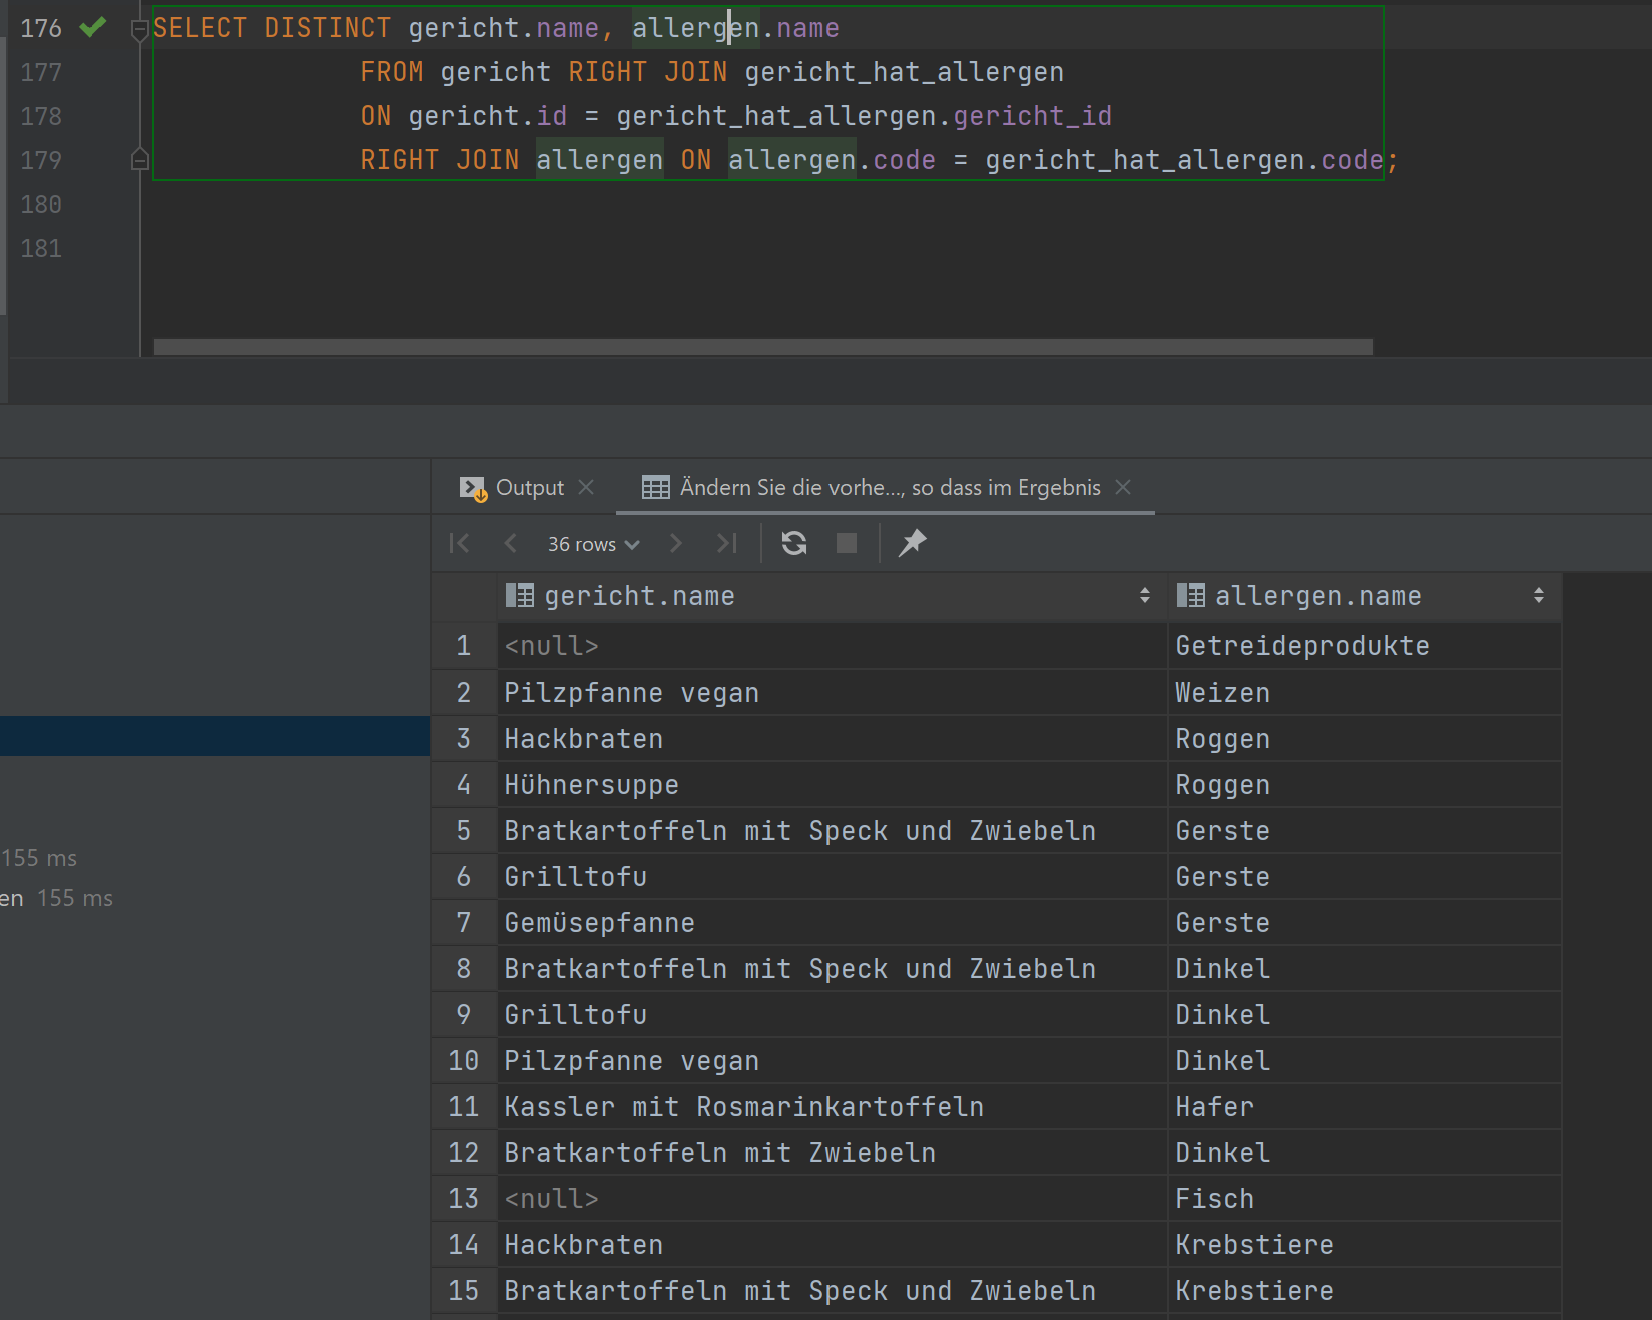 176 SELECT DISTINCT gericht.name, allergen.name
177 FROM gericht RIGHT JOIN gericht_hat_allergen
178 ON gericht.id = gericht_hat_allergen.gericht_id
179 RIGHT JOIN allergen ON allergen.code = gericht_hat_allergen.code;
180
181
Output Ändern Sie die vorhe..., so dass im Ergebnis
36 rows
gericht.name allergen.name
1 <null> Getreideprodukte
2 Pilzpfanne vegan Weizen
3 Hackbraten Roggen
4 Hühnersuppe Roggen
5 Bratkartoffeln mit Speck und Zwiebeln Gerste
6 Grilltofu Gerste
7 Gemüsepfanne Gerste
8 Bratkartoffeln mit Speck und Zwiebeln Dinkel
9 Grilltofu Dinkel
10 Pilzpfanne vegan Dinkel
11 Kassler mit Rosmarinkartoffeln Hafer
12 Bratkartoffeln mit Zwiebeln Dinkel
13 <null> Fisch
14 Hackbraten Krebstiere
15 Bratkartoffeln mit Speck und Zwiebeln Krebstiere
155 ms
en 155 ms